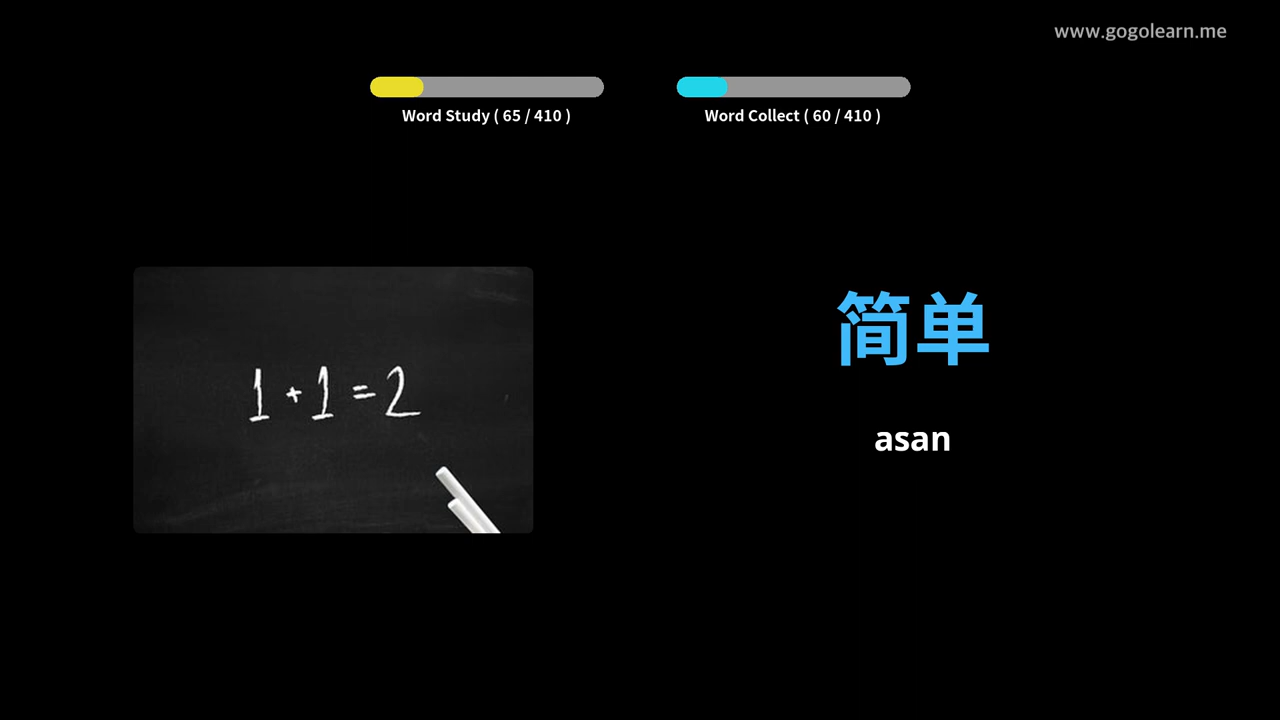 www.gogolearn.me
Word Study ( 65 / 410 )
Word Collect ( 60 / 410 )
1 + 1 = 2
简单
asan